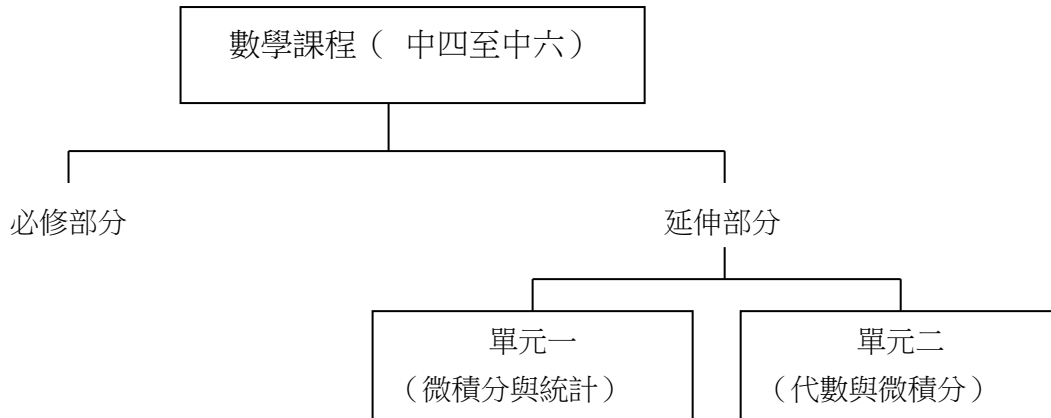 數學課程（ 中四至中六）
必修部分
延伸部分
單元一
（微積分與統計）
單元二
（代數與微積分）